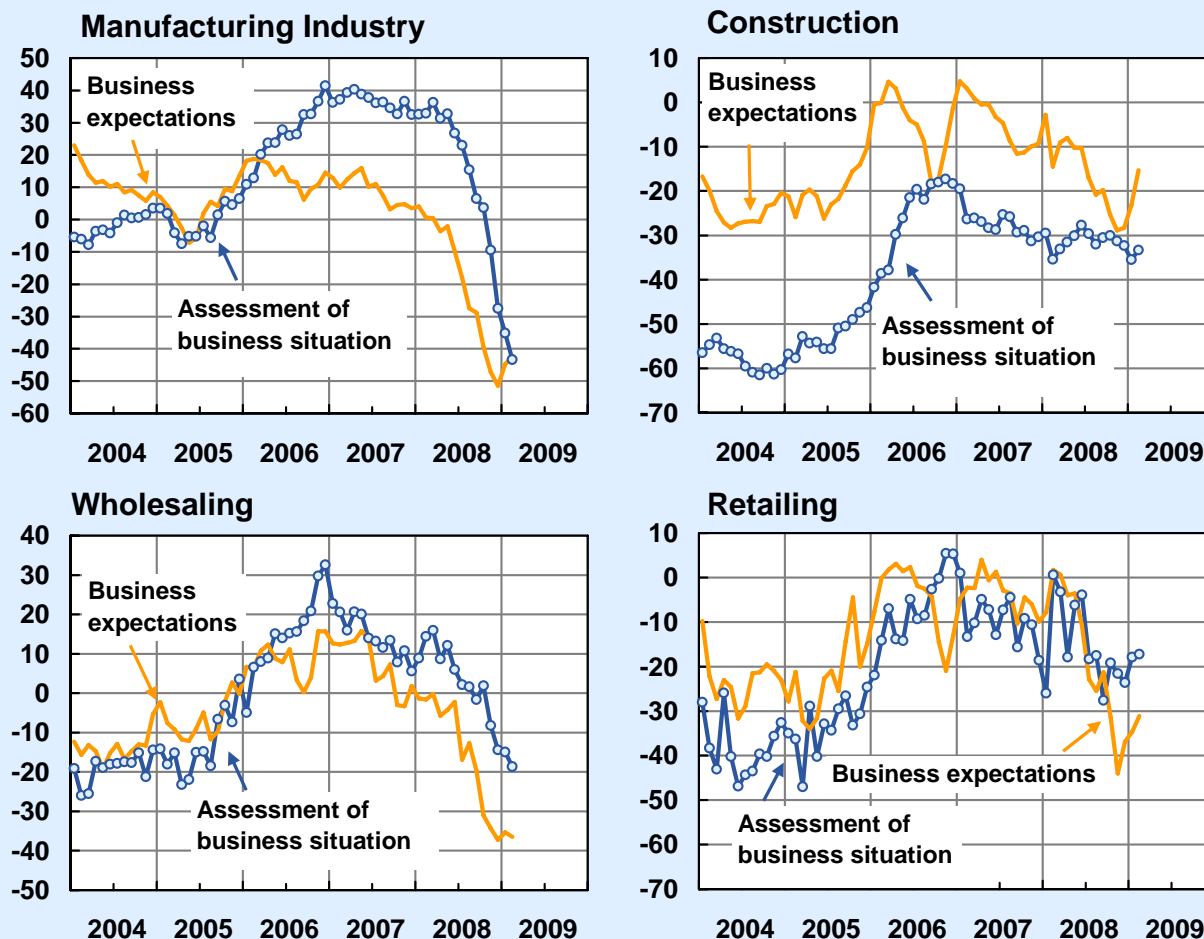 Manufacturing Industry
50
40
30
20
10
0
-10
-20
-30
-40
-50
-60
Business
expectations
Assessment of
business situation
2004 2005 2006 2007 2008 2009
Construction
10
0
-10
-20
-30
-40
-50
-60
-70
Business
expectations
Assessment of
business situation
2004 2005 2006 2007 2008 2009
Wholesaling
40
30
20
10
0
-10
-20
-30
-40
-50
Business
expectations
Assessment of
business situation
2004 2005 2006 2007 2008 2009
Retailing
10
0
-10
-20
-30
-40
-50
-60
-70
Business expectations
Assessment of
business situation
2004 2005 2006 2007 2008 2009